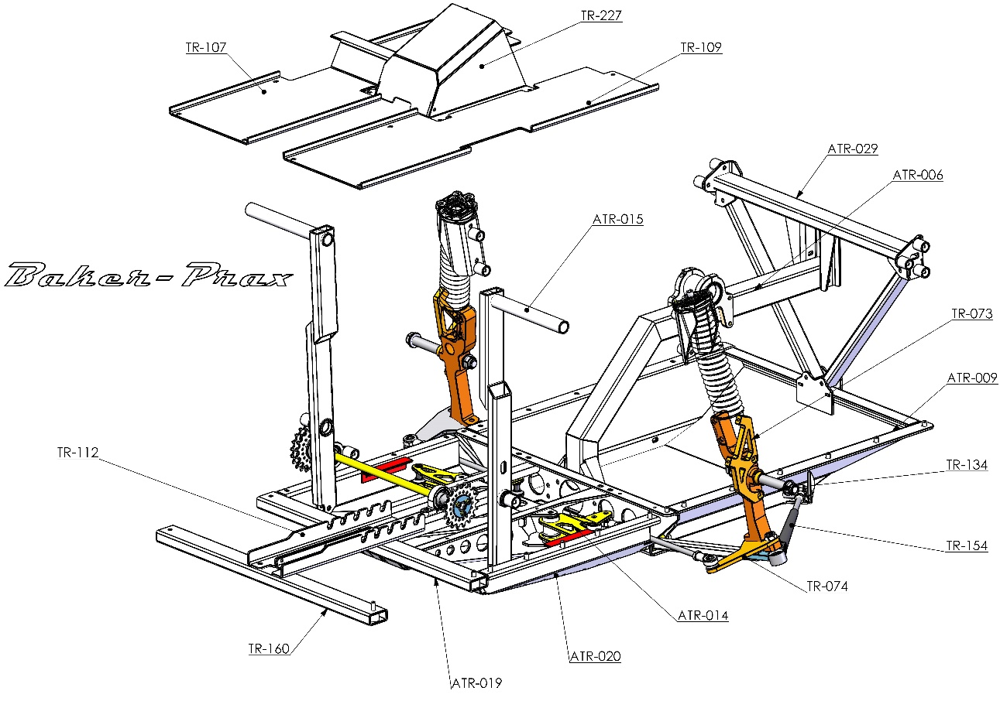 TR-227
TR-107
TR-109
ATR-029
ATR-006
ATR-015
Baker-Prax
TR-073
ATR-009
TR-112
TR-134
TR-154
TR-074
ATR-014
TR-160
ATR-020
ATR-019